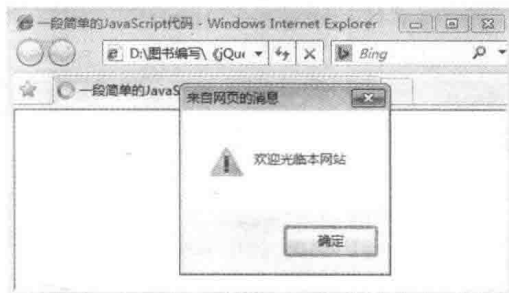 一段简单的JavaScript代码 - Windows Internet Explorer
D:\图书编写\《jQue
Bing
一段简单的JavaS
来自网页的消息
欢迎光临本网站
确定